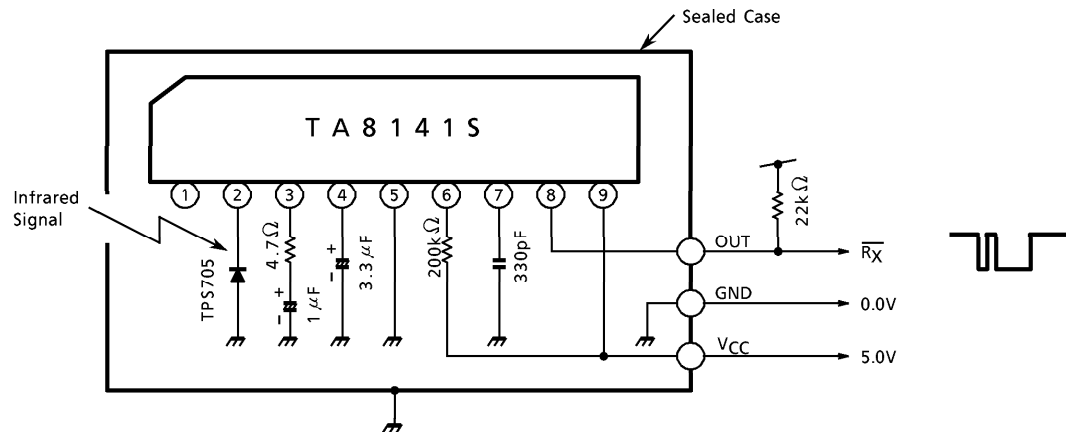 Sealed Case
TA8141S
1 2 3 4 5 6 7 8 9
Infrared
Signal
TPS705
4.7Ω
+
-
1μF
+
-
3.3μF
200kΩ
330pF
22kΩ
OUT
R̅X̅
GND
0.0V
VCC
5.0V